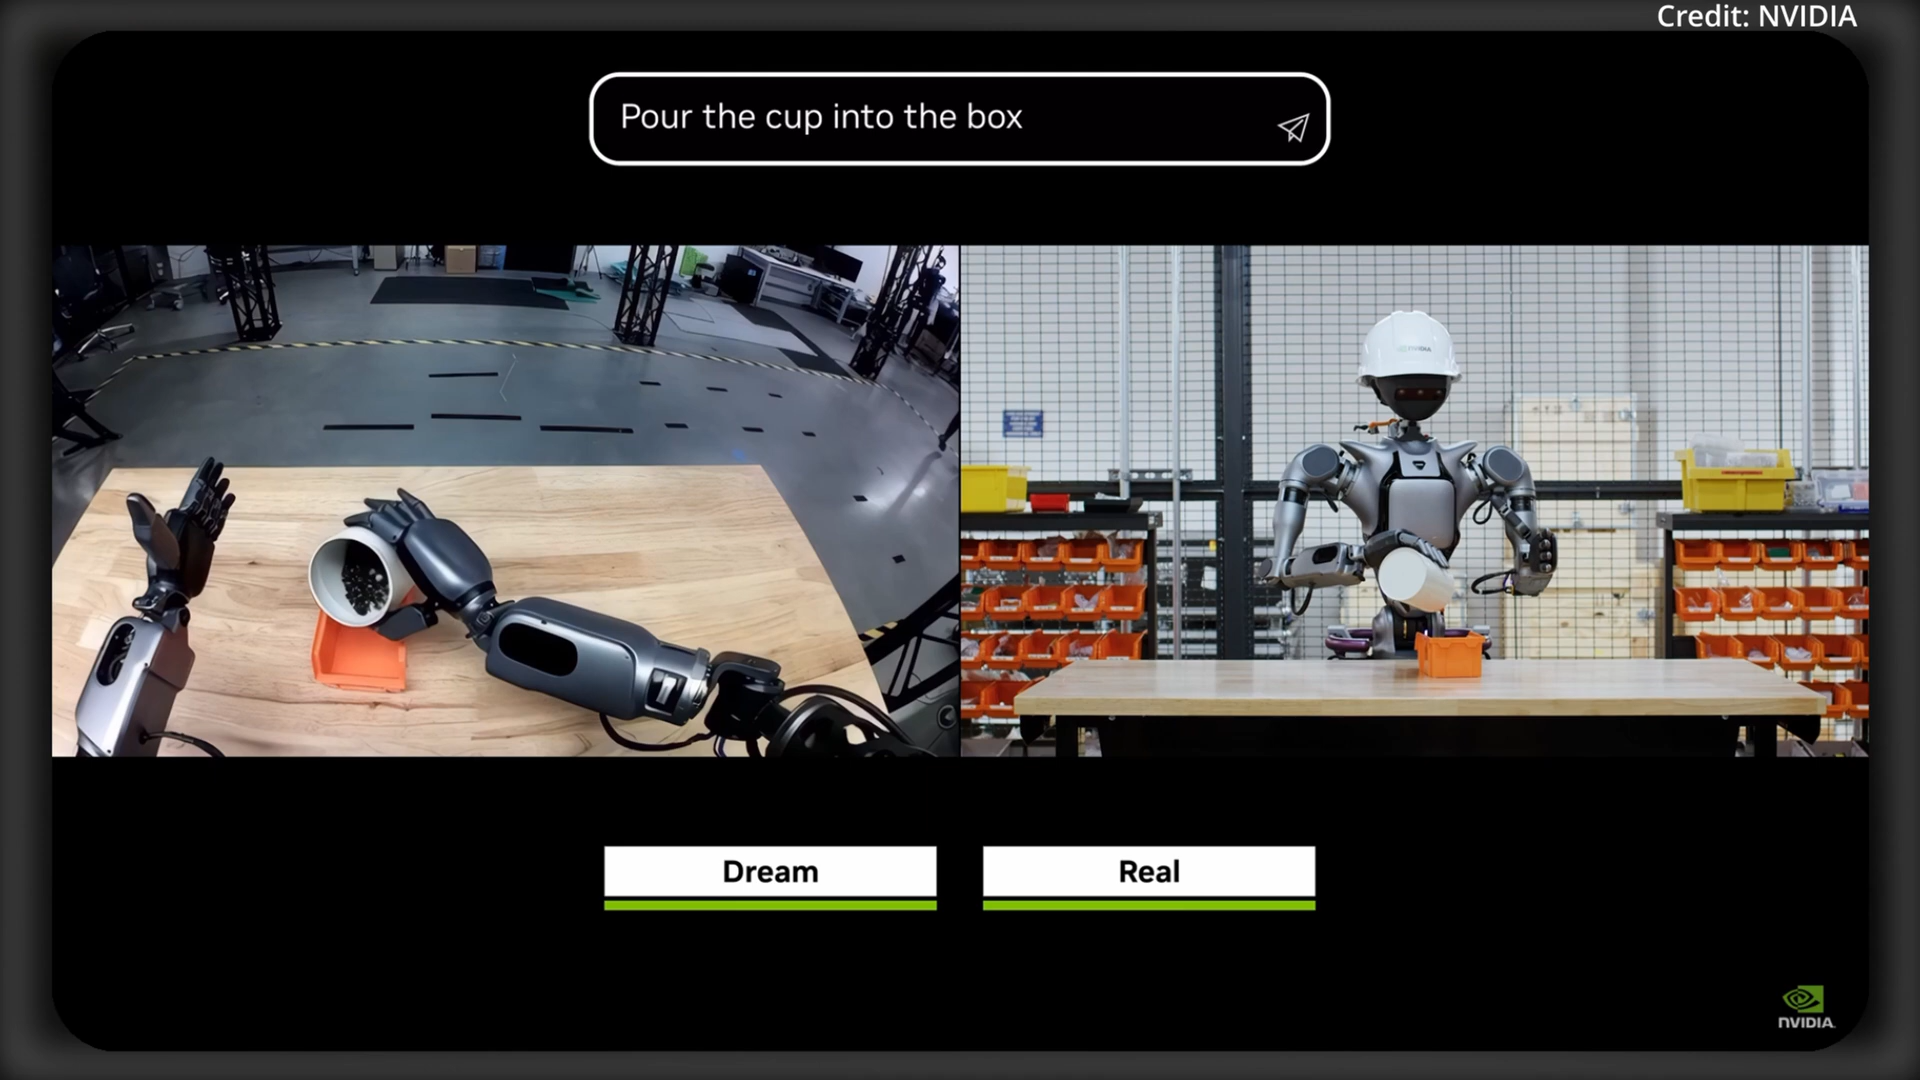 Credit: NVIDIA
Pour the cup into the box
Dream
Real
NVIDIA